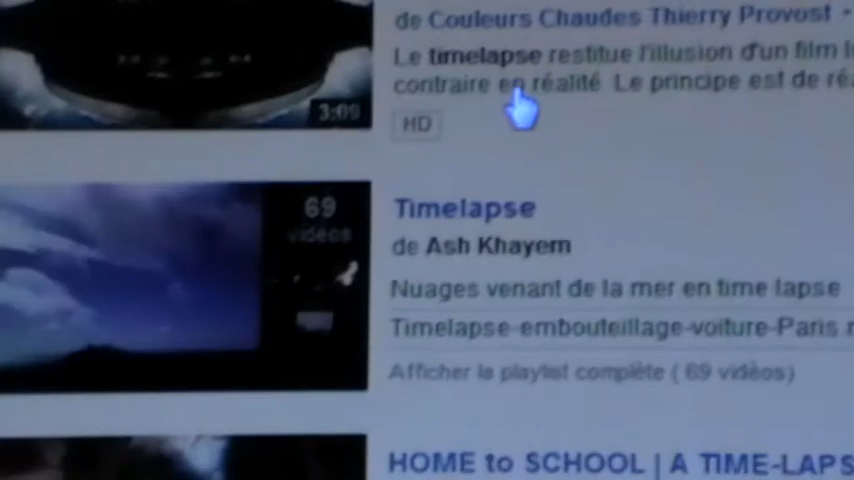 de Couleurs Chaudes Thierry Provost -
Le timelapse restitue l'illusion d'un film
contraire en réalité Le principe est de
3:09
HD
69
vidéos
Timelapse
de Ash Khayem
Nuages venant de la mer en time lapse
Timelapse-embouteillage-voiture-Paris
Afficher la playlist complète ( 69 vidéos)
HOME to SCHOOL | A TIME-LAPS